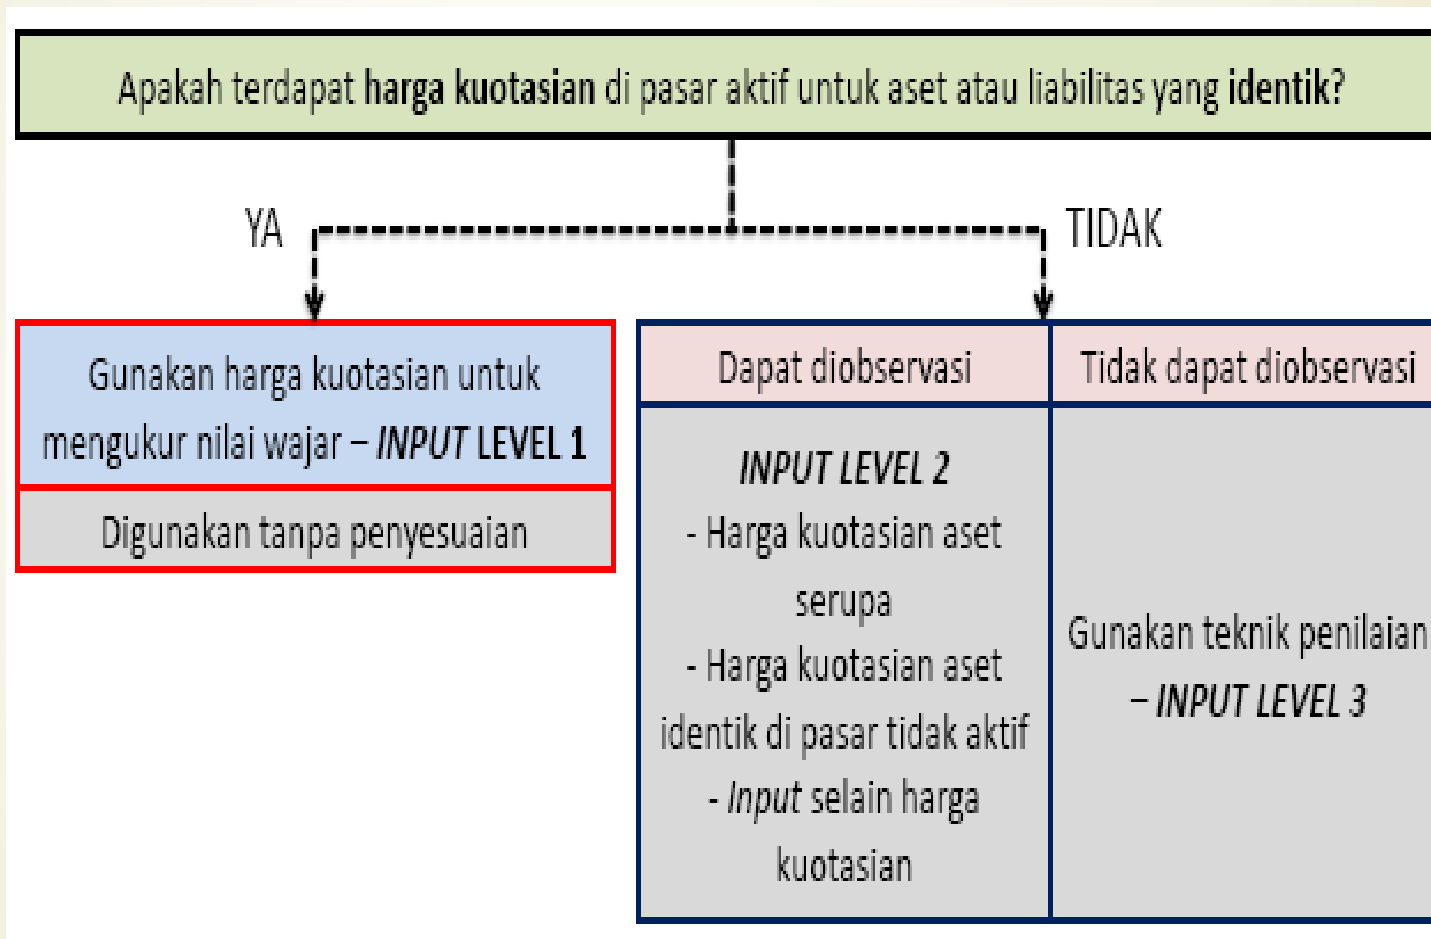 Apakah terdapat harga kuotasian di pasar aktif untuk aset atau liabilitas yang identik?
YA
TIDAK
Gunakan harga kuotasian untuk
mengukur nilai wajar – INPUT LEVEL 1
Digunakan tanpa penyesuaian
Dapat diobservasi
INPUT LEVEL 2
- Harga kuotasian aset
serupa
- Harga kuotasian aset
identik di pasar tidak aktif
- Input selain harga
kuotasian
Tidak dapat diobservasi
Gunakan teknik penilaian
– INPUT LEVEL 3